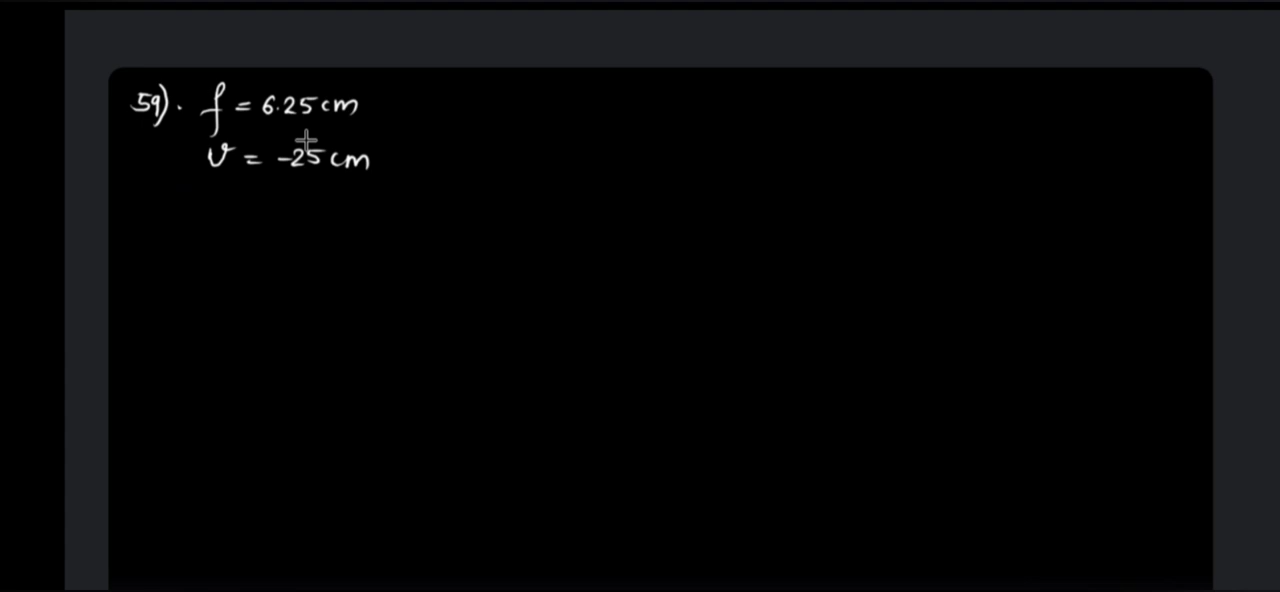 59). f = 6.25 cm
v = -25 cm